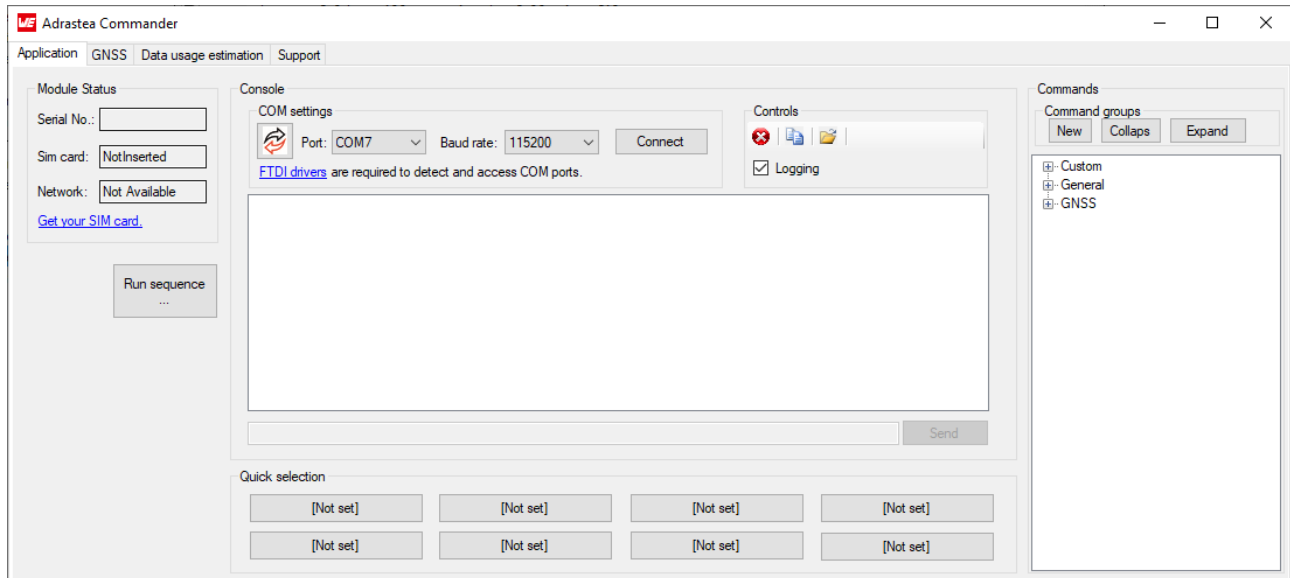 WE Adrastea Commander
Application GNSS Data usage estimation Support
Module Status
Serial No.:
Sim card: NotInserted
Network: Not Available
Get your SIM card.
Run sequence
...
Console
COM settings
Port: COM7 Baud rate: 115200 Connect
FTDI drivers are required to detect and access COM ports.
Controls
Logging
Send
Quick selection
[Not set] [Not set] [Not set] [Not set]
[Not set] [Not set] [Not set] [Not set]
Commands
Command groups
New Collaps Expand
Custom
General
GNSS